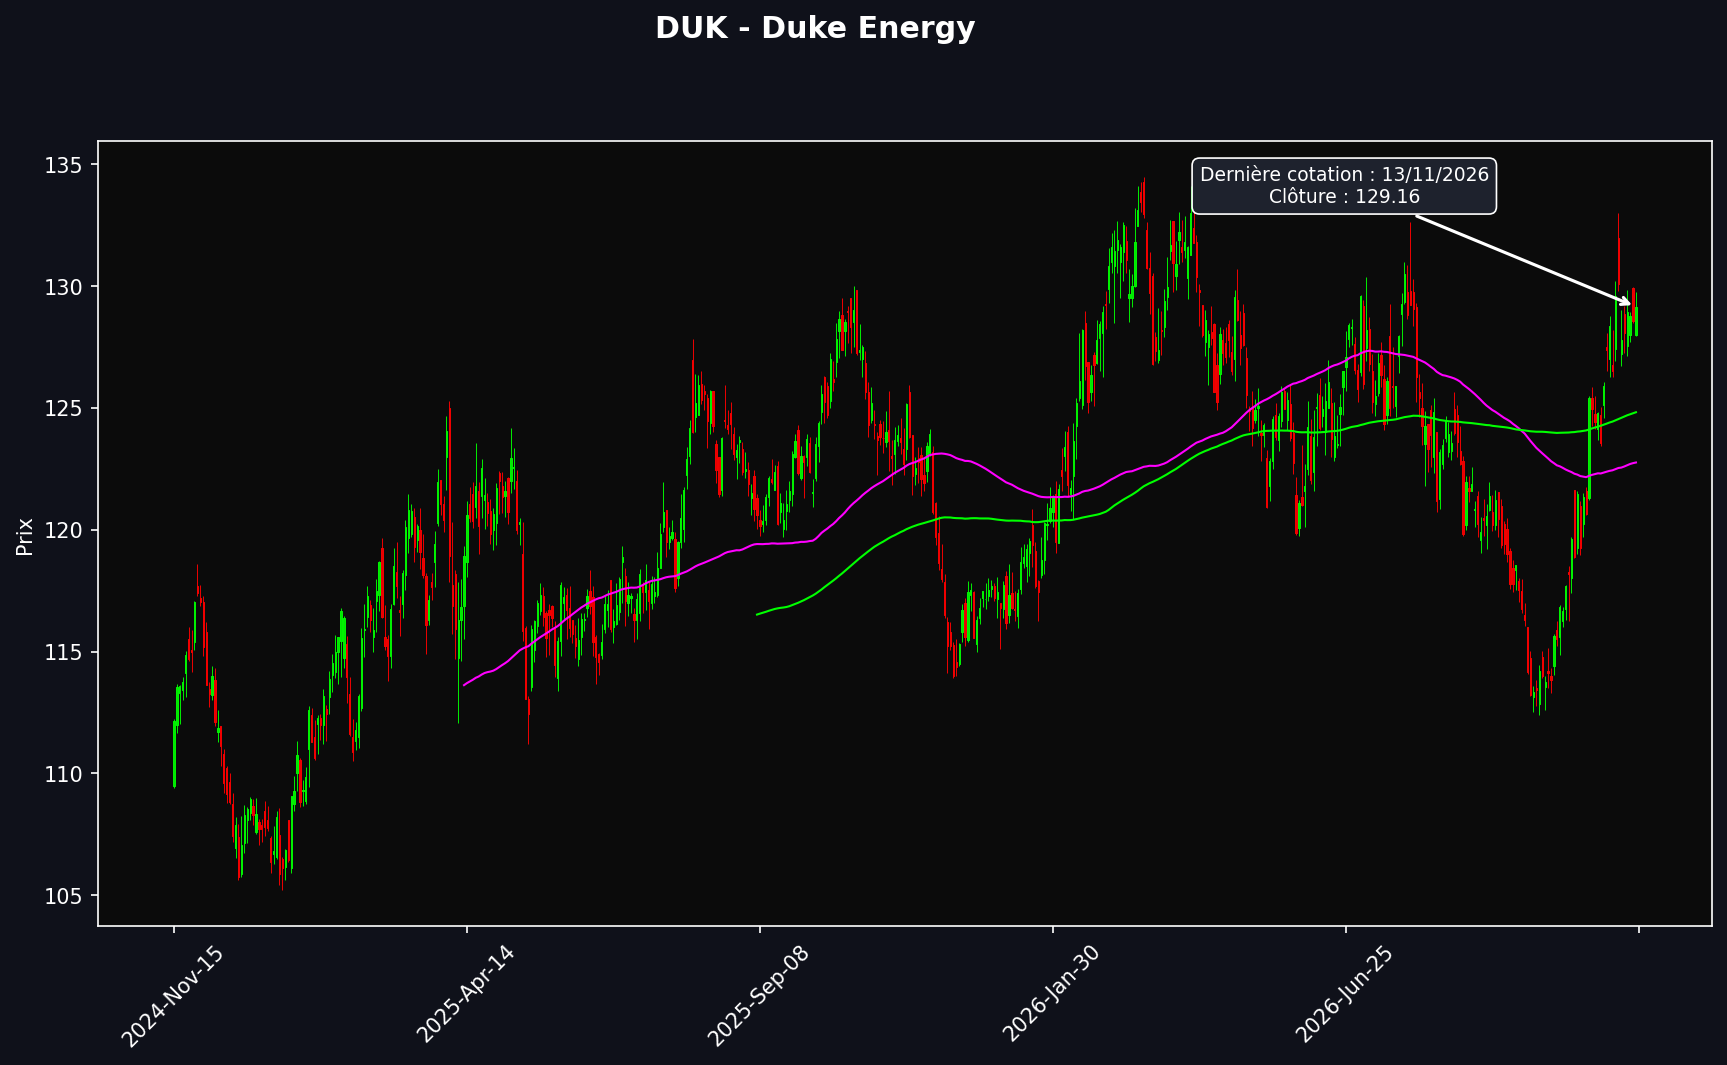 DUK - Duke Energy
Dernière cotation : 13/11/2026
Clôture : 129.16
Prix
135
130
125
120
115
110
105
2024-Nov-15
2025-Apr-14
2025-Sep-08
2026-Jan-30
2026-Jun-25